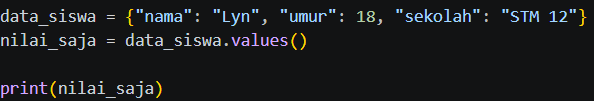 data_siswa = {"nama": "Lyn", "umur": 18, "sekolah": "STM 12"}
nilai_saja = data_siswa.values()
print(nilai_saja)